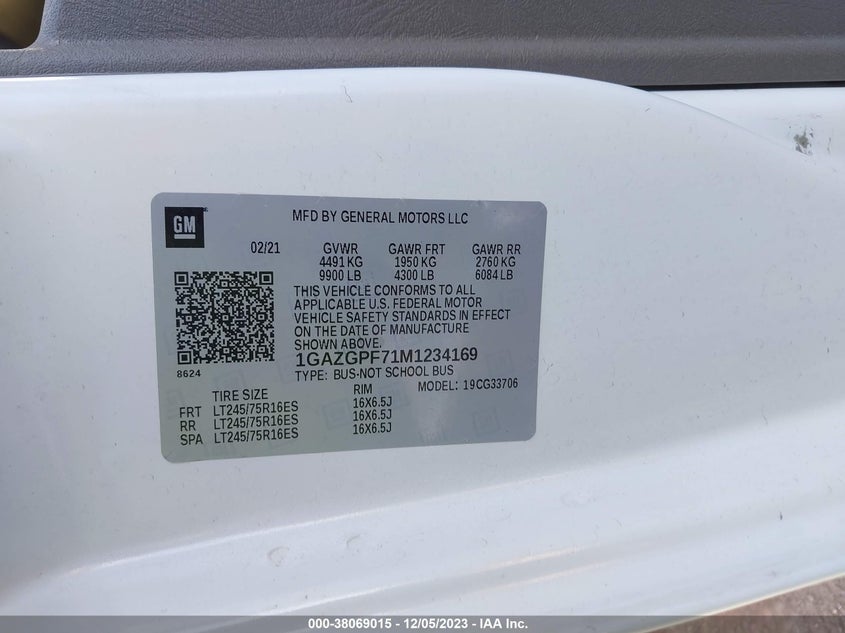 GM
MFD BY GENERAL MOTORS LLC
02/21 GVWR GAWR FRT GAWR RR
4491 KG 1950 KG 2760 KG
9900 LB 4300 LB 6084 LB
THIS VEHICLE CONFORMS TO ALL
APPLICABLE U.S. FEDERAL MOTOR
VEHICLE SAFETY STANDARDS IN EFFECT
ON THE DATE OF MANUFACTURE
SHOWN ABOVE.
1GAZGPF71M1234169
8624
TYPE: BUS-NOT SCHOOL BUS
MODEL: 19CG33706
TIRE SIZE RIM
FRT LT245/75R16ES 16X6.5J
RR LT245/75R16ES 16X6.5J
SPA LT245/75R16ES 16X6.5J
000-38069015 - 12/05/2023 - IAA Inc.